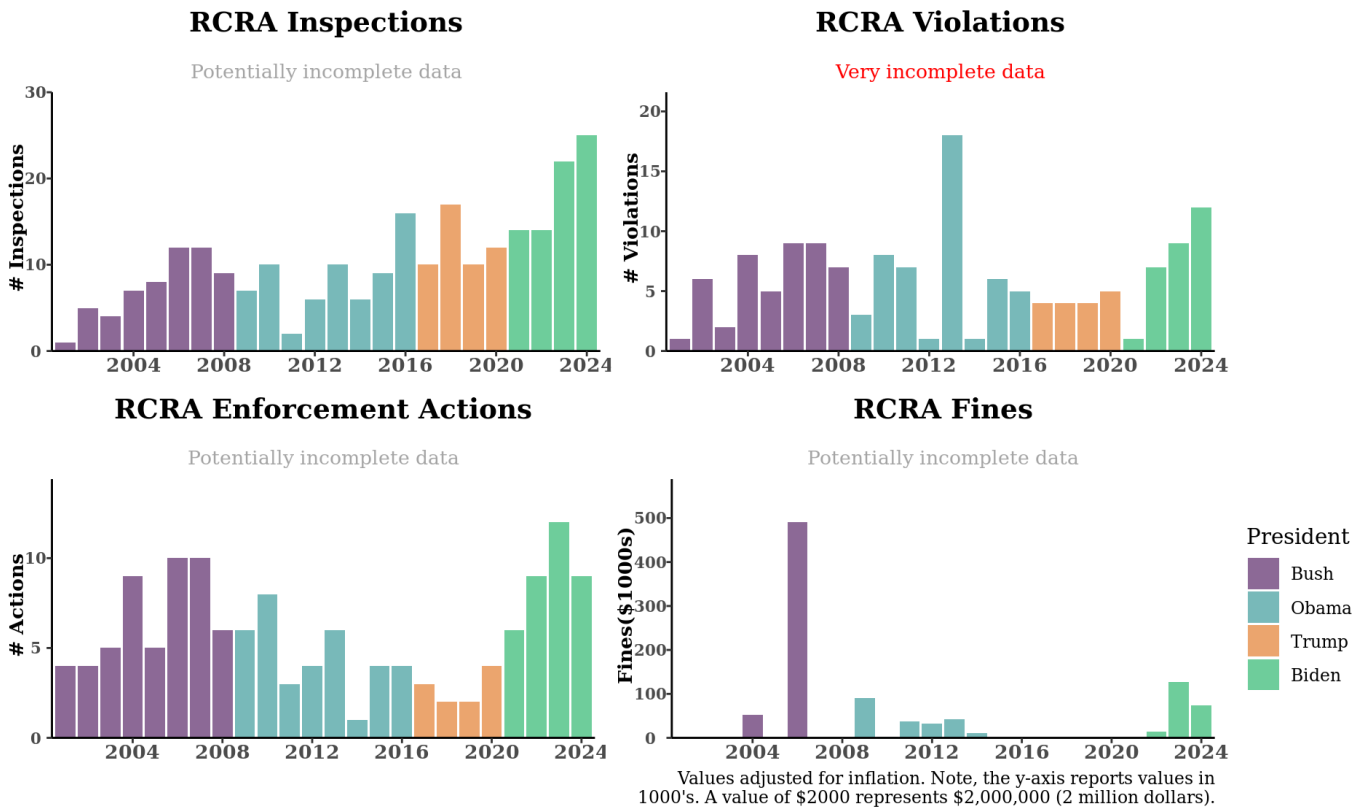 RCRA Inspections
Potentially incomplete data
# Inspections
30
20
10
0
2004 2008 2012 2016 2020 2024
RCRA Violations
Very incomplete data
# Violations
20
15
10
5
0
2004 2008 2012 2016 2020 2024
RCRA Enforcement Actions
Potentially incomplete data
# Actions
10
5
0
2004 2008 2012 2016 2020 2024
RCRA Fines
Potentially incomplete data
Fines($1000s)
500
400
300
200
100
0
2004 2008 2012 2016 2020 2024
Values adjusted for inflation. Note, the y-axis reports values in
1000's. A value of $2000 represents $2,000,000 (2 million dollars).
President
Bush
Obama
Trump
Biden